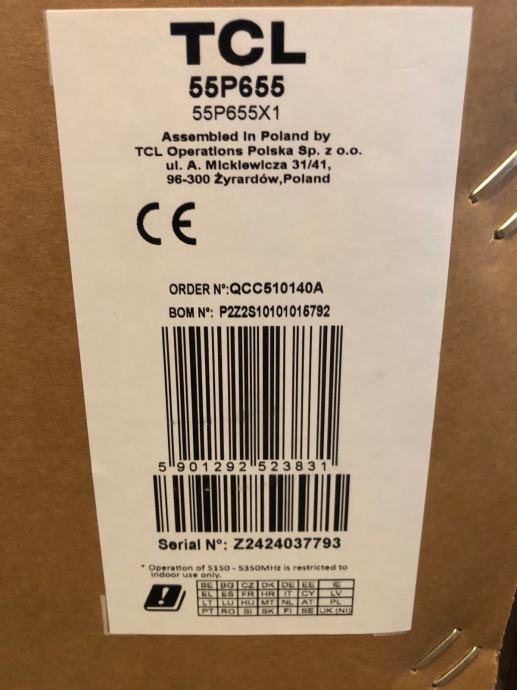 TCL
55P655
55P655X1
Assembled in Poland by
TCL Operations Polska Sp. z o.o.
ul. A. Mickiewicza 31/41,
96-300 Żyrardów,Poland
CE
ORDER N°:QCC510140A
BOM N°: P2Z2S10101015792
5 901292 523831
Serial N°: Z2424037793
* Operation of 5150 - 5350MHz is restricted to
indoor use only.
BE BG CZ DK DE EE IE
EL ES FR HR IT CY LV
LT LU HU MT NL AT PL
PT RO SI SK FI SE UK (NI)